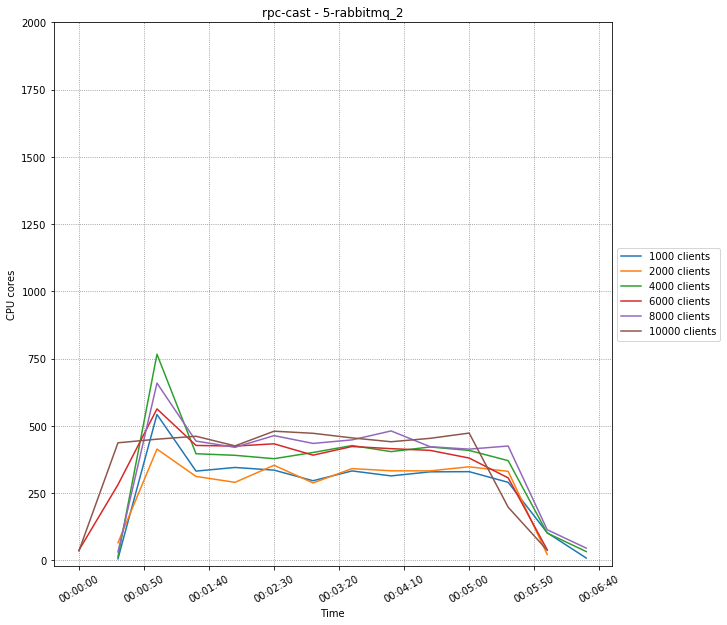 rpc-cast - 5-rabbitmq_2
CPU cores
2000
1750
1500
1250
1000
750
500
250
0
00:00:00
00:00:50
00:01:40
00:02:30
00:03:20
00:04:10
00:05:00
00:05:50
00:06:40
Time
1000 clients
2000 clients
4000 clients
6000 clients
8000 clients
10000 clients